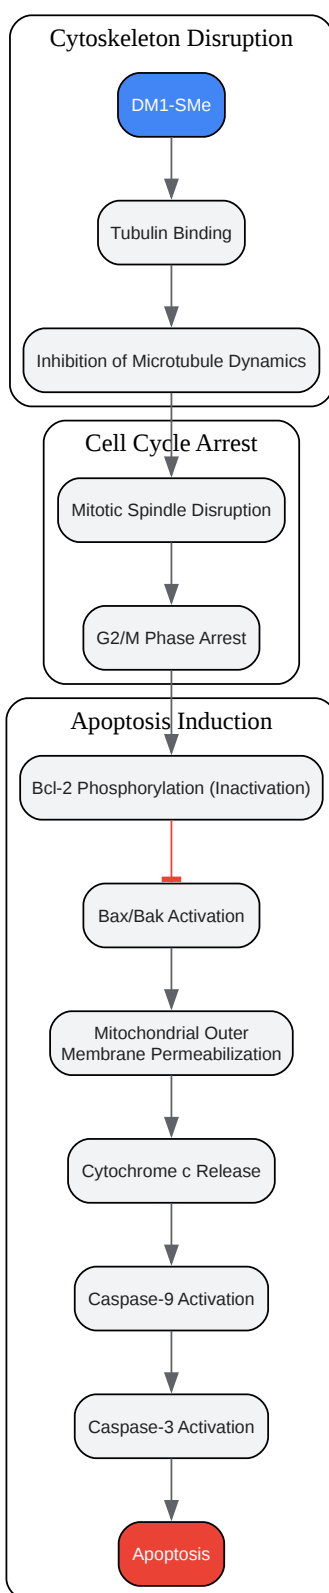 Cytoskeleton Disruption
DM1-SMe
Tubulin Binding
Inhibition of Microtubule Dynamics
Cell Cycle Arrest
Mitotic Spindle Disruption
G2/M Phase Arrest
Apoptosis Induction
Bcl-2 Phosphorylation (Inactivation)
Bax/Bak Activation
Mitochondrial Outer
Membrane Permeabilization
Cytochrome c Release
Caspase-9 Activation
Caspase-3 Activation
Apoptosis